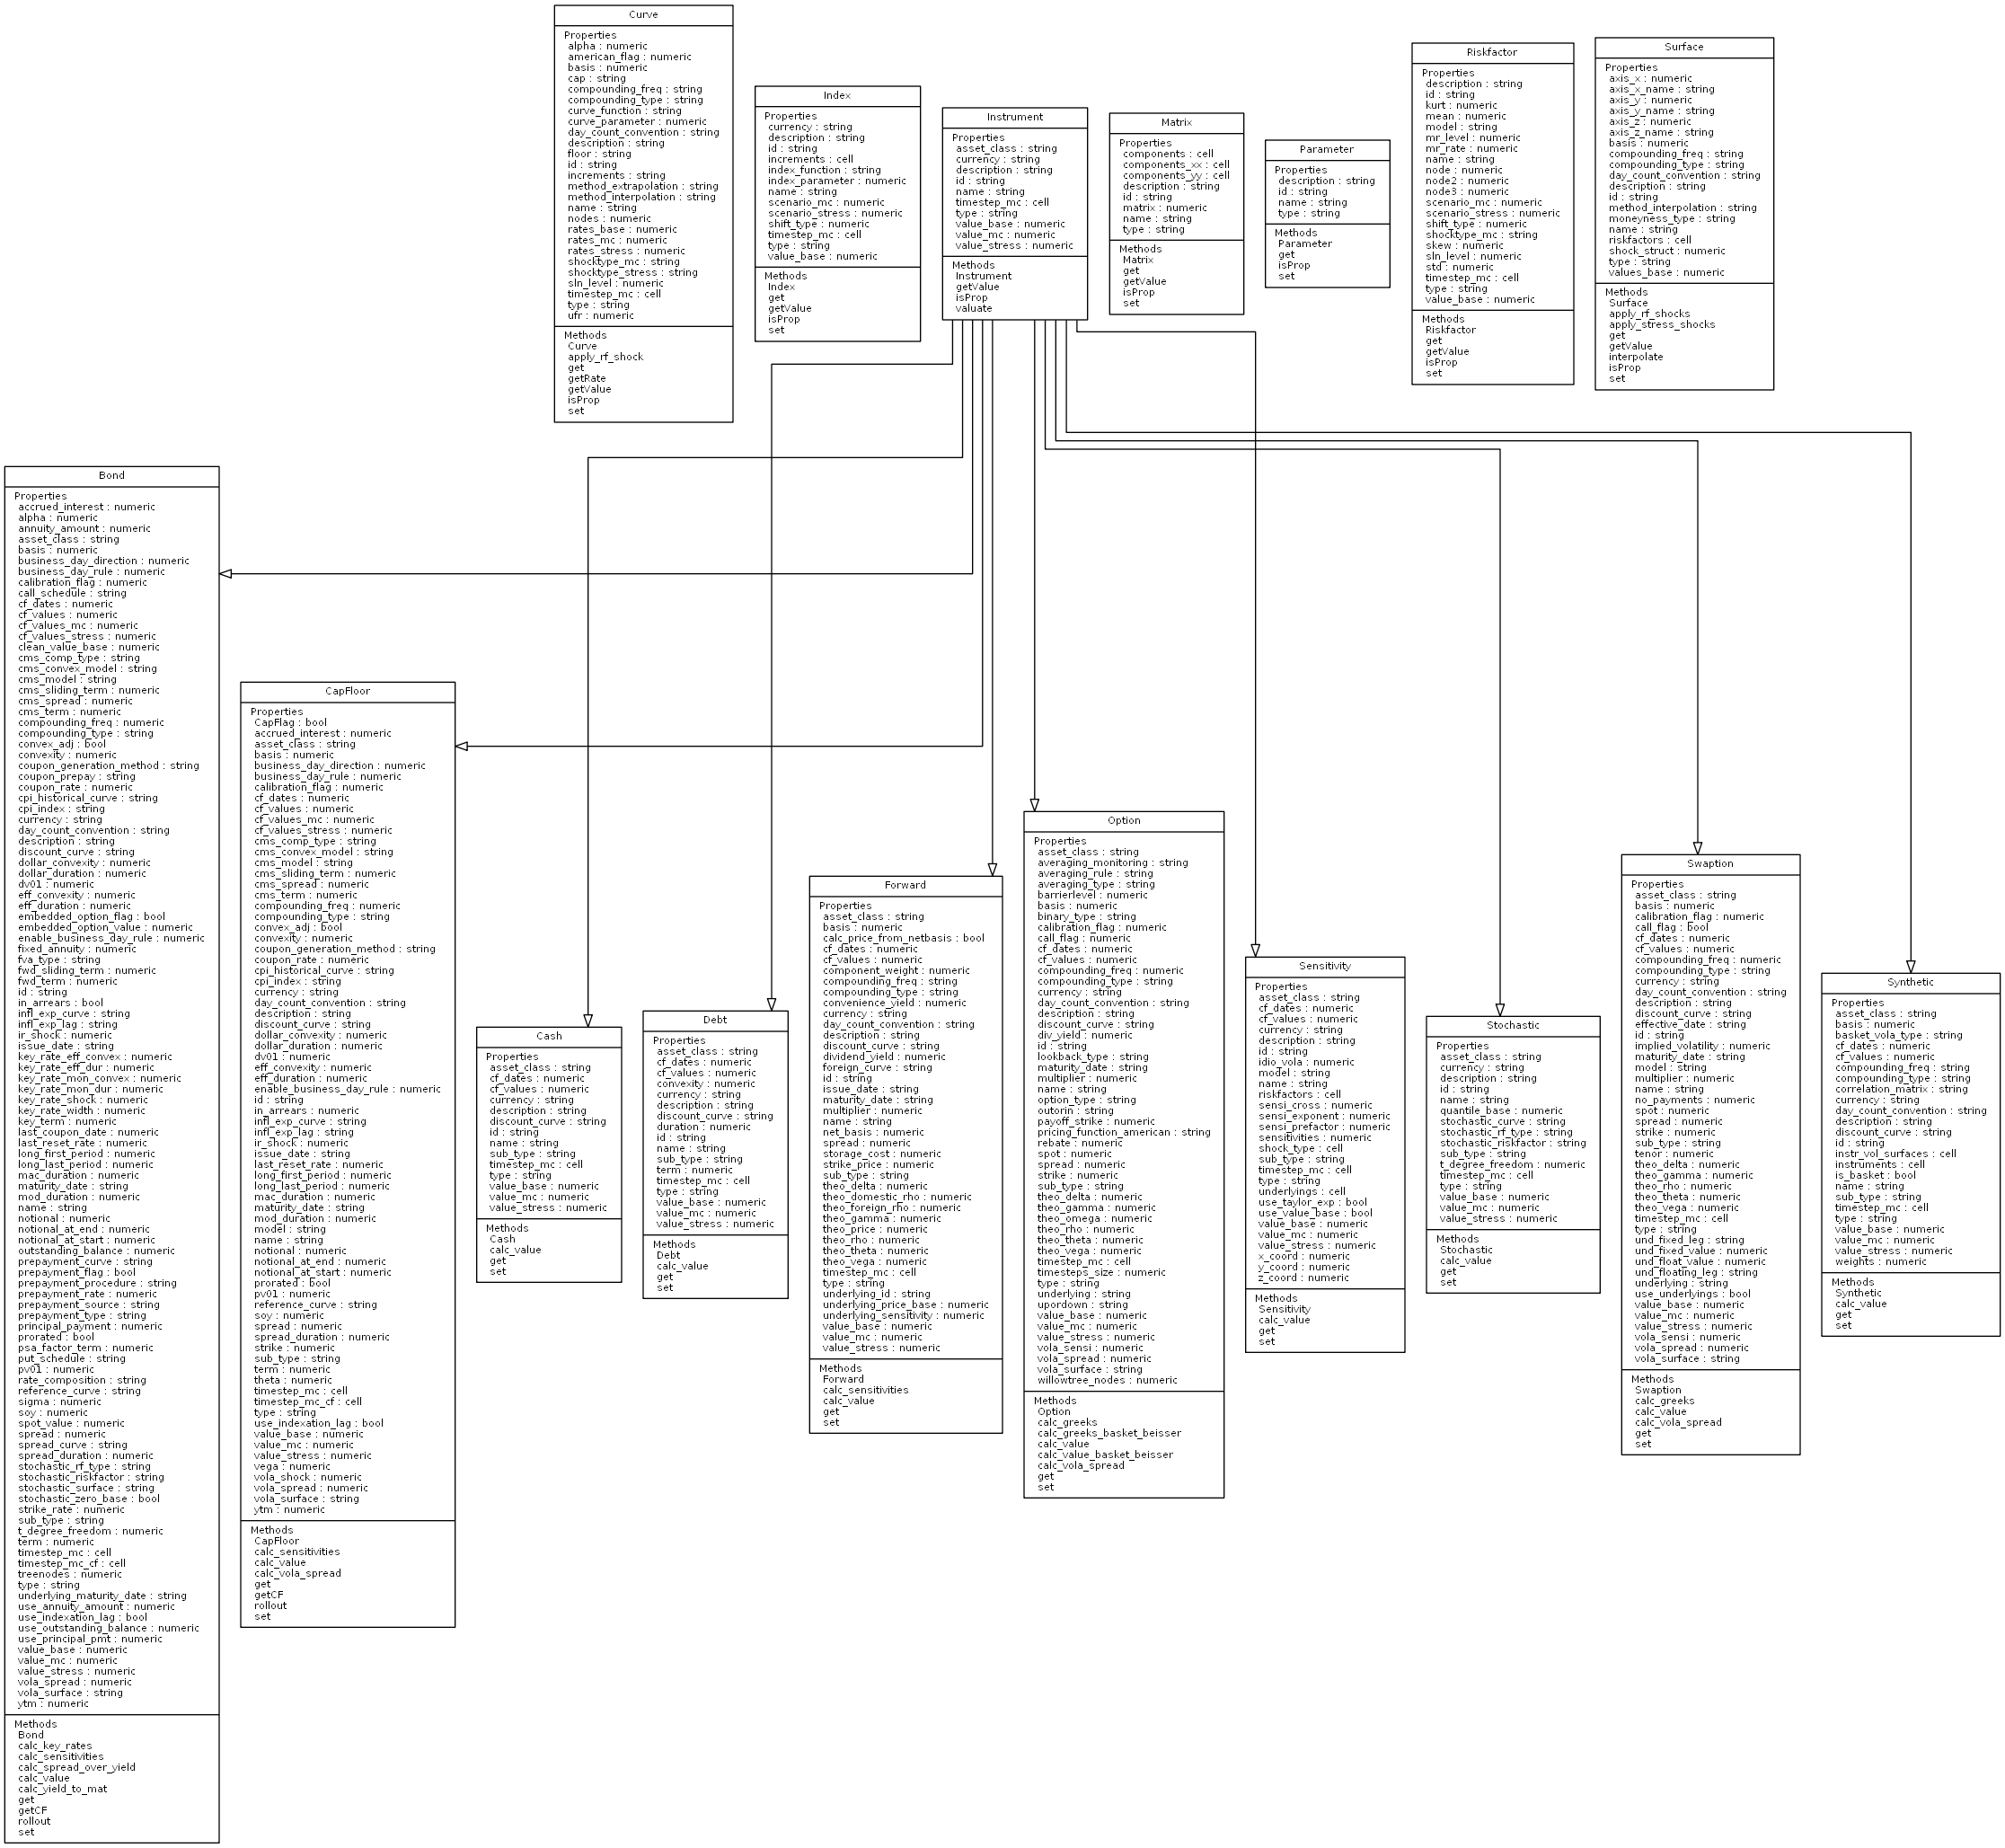 Curve
Properties
alpha : numeric
american_flag : numeric
basis : numeric
cap : string
compounding_freq : string
compounding_type : string
curve_function : string
curve_parameter : numeric
day_count_convention : string
description : string
floor : string
id : string
increments : string
method_extrapolation : string
method_interpolation : string
name : string
nodes : numeric
rates_base : numeric
rates_mc : numeric
rates_stress : numeric
shocktype_mc : string
shocktype_stress : string
sln_level : numeric
timestep_mc : cell
type : string
ufr : numeric
Methods
Curve
apply_rf_shock
get
getRate
getValue
isProp
set
Index
Properties
currency : string
description : string
id : string
increments : cell
index_function : string
index_parameter : numeric
name : string
scenario_mc : numeric
scenario_stress : numeric
shift_type : numeric
timestep_mc : cell
type : string
value_base : numeric
Methods
Index
get
getValue
isProp
set
Instrument
Properties
asset_class : string
currency : string
description : string
id : string
name : string
timestep_mc : cell
type : string
value_base : numeric
value_mc : numeric
value_stress : numeric
Methods
Instrument
getValue
isProp
valuate
Matrix
Properties
components : cell
components_xx : cell
components_yy : cell
description : string
id : string
matrix : numeric
name : string
type : string
Methods
Matrix
get
getValue
isProp
set
Parameter
Properties
description : string
id : string
name : string
type : string
Methods
Parameter
get
isProp
set
Riskfactor
Properties
description : string
id : string
kurt : numeric
mean : numeric
model : string
mr_level : numeric
mr_rate : numeric
name : string
node : numeric
node2 : numeric
node3 : numeric
scenario_mc : numeric
scenario_stress : numeric
shift_type : numeric
shocktype_mc : string
skew : numeric
sln_level : numeric
std : numeric
timestep_mc : cell
type : string
value_base : numeric
Methods
Riskfactor
get
getValue
isProp
set
Surface
Properties
axis_x : numeric
axis_x_name : string
axis_y : numeric
axis_y_name : string
axis_z : numeric
axis_z_name : string
basis : numeric
compounding_freq : string
compounding_type : string
day_count_convention : string
description : string
id : string
method_interpolation : string
moneyness_type : string
name : string
riskfactors : cell
shock_struct : numeric
type : string
values_base : numeric
Methods
Surface
apply_rf_shocks
apply_stress_shocks
get
getValue
interpolate
isProp
set
Bond
Properties
accrued_interest : numeric
alpha : numeric
annuity_amount : numeric
asset_class : string
basis : numeric
business_day_direction : numeric
business_day_rule : numeric
calibration_flag : numeric
call_schedule : string
cf_dates : numeric
cf_values : numeric
cf_values_mc : numeric
cf_values_stress : numeric
clean_value_base : numeric
cms_comp_type : string
cms_convex_model : string
cms_model : string
cms_sliding_term : numeric
cms_spread : numeric
cms_term : numeric
compounding_freq : numeric
compounding_type : string
convex_adj : bool
convexity : numeric
coupon_generation_method : string
coupon_prepay : string
coupon_rate : numeric
cpi_historical_curve : string
cpi_index : string
currency : string
day_count_convention : string
description : string
discount_curve : string
dollar_convexity : numeric
dollar_duration : numeric
dv01 : numeric
eff_convexity : numeric
eff_duration : numeric
embedded_option_flag : bool
embedded_option_value : numeric
enable_business_day_rule : numeric
fixed_annuity : numeric
fva_type : string
fwd_sliding_term : numeric
fwd_term : numeric
id : string
in_arrears : bool
infl_exp_curve : string
infl_exp_lag : string
ir_shock : numeric
issue_date : string
key_rate_eff_convex : numeric
key_rate_eff_dur : numeric
key_rate_mon_convex : numeric
key_rate_mon_dur : numeric
key_rate_shock : numeric
key_rate_width : numeric
key_term : numeric
last_coupon_date : numeric
last_reset_rate : numeric
long_first_period : numeric
long_last_period : numeric
mac_duration : numeric
maturity_date : string
mod_duration : numeric
name : string
notional : numeric
notional_at_end : numeric
notional_at_start : numeric
outstanding_balance : numeric
prepayment_curve : string
prepayment_flag : bool
prepayment_procedure : string
prepayment_rate : numeric
prepayment_source : string
prepayment_type : string
principal_payment : numeric
prorated : bool
psa_factor_term : numeric
put_schedule : string
pv01 : numeric
rate_composition : string
reference_curve : string
sigma : numeric
soy : numeric
spot_value : numeric
spread : numeric
spread_curve : string
spread_duration : numeric
stochastic_rf_type : string
stochastic_riskfactor : string
stochastic_surface : string
stochastic_zero_base : bool
strike_rate : numeric
sub_type : string
t_degree_freedom : numeric
term : numeric
timestep_mc : cell
timestep_mc_cf : cell
treenodes : numeric
type : string
underlying_maturity_date : string
use_annuity_amount : numeric
use_indexation_lag : bool
use_outstanding_balance : numeric
use_principal_pmt : numeric
value_base : numeric
value_mc : numeric
value_stress : numeric
vola_spread : numeric
vola_surface : string
ytm : numeric
Methods
Bond
calc_key_rates
calc_sensitivities
calc_spread_over_yield
calc_value
calc_yield_to_mat
get
getCF
rollout
set
CapFloor
Properties
CapFlag : bool
accrued_interest : numeric
asset_class : string
basis : numeric
business_day_direction : numeric
business_day_rule : numeric
calibration_flag : numeric
cf_dates : numeric
cf_values : numeric
cf_values_mc : numeric
cf_values_stress : numeric
cms_comp_type : string
cms_convex_model : string
cms_model : string
cms_sliding_term : numeric
cms_spread : numeric
cms_term : numeric
compounding_freq : numeric
compounding_type : string
convex_adj : bool
convexity : numeric
coupon_generation_method : string
coupon_rate : numeric
cpi_historical_curve : string
cpi_index : string
currency : string
day_count_convention : string
description : string
discount_curve : string
dollar_convexity : numeric
dollar_duration : numeric
dv01 : numeric
eff_convexity : numeric
eff_duration : numeric
enable_business_day_rule : numeric
id : string
in_arrears : numeric
infl_exp_curve : string
infl_exp_lag : string
ir_shock : numeric
issue_date : string
last_reset_rate : numeric
long_first_period : numeric
long_last_period : numeric
mac_duration : numeric
maturity_date : string
mod_duration : numeric
model : string
name : string
notional : numeric
notional_at_end : numeric
notional_at_start : numeric
prorated : bool
pv01 : numeric
reference_curve : string
soy : numeric
spread : numeric
spread_duration : numeric
strike : numeric
sub_type : string
term : numeric
theta : numeric
timestep_mc : cell
timestep_mc_cf : cell
type : string
use_indexation_lag : bool
value_base : numeric
value_mc : numeric
value_stress : numeric
vega : numeric
vola_shock : numeric
vola_spread : numeric
vola_surface : string
ytm : numeric
Methods
CapFloor
calc_sensitivities
calc_value
calc_vola_spread
get
getCF
rollout
set
Cash
Properties
asset_class : string
cf_dates : numeric
cf_values : numeric
currency : string
description : string
discount_curve : string
id : string
name : string
sub_type : string
timestep_mc : cell
type : string
value_base : numeric
value_mc : numeric
value_stress : numeric
Methods
Cash
calc_value
get
set
Debt
Properties
asset_class : string
cf_dates : numeric
cf_values : numeric
convexity : numeric
currency : string
description : string
discount_curve : string
duration : numeric
id : string
name : string
sub_type : string
term : numeric
timestep_mc : cell
type : string
value_base : numeric
value_mc : numeric
value_stress : numeric
Methods
Debt
calc_value
get
set
Forward
Properties
asset_class : string
basis : numeric
calc_price_from_netbasis : bool
cf_dates : numeric
cf_values : numeric
component_weight : numeric
compounding_freq : string
compounding_type : string
convenience_yield : numeric
currency : string
day_count_convention : string
description : string
discount_curve : string
dividend_yield : numeric
foreign_curve : string
id : string
issue_date : string
maturity_date : string
multiplier : numeric
name : string
net_basis : numeric
spread : numeric
storage_cost : numeric
strike_price : numeric
sub_type : string
theo_delta : numeric
theo_domestic_rho : numeric
theo_foreign_rho : numeric
theo_gamma : numeric
theo_price : numeric
theo_rho : numeric
theo_theta : numeric
theo_vega : numeric
timestep_mc : cell
type : string
underlying_id : string
underlying_price_base : numeric
underlying_sensitivity : numeric
value_base : numeric
value_mc : numeric
value_stress : numeric
Methods
Forward
calc_sensitivities
calc_value
get
set
Option
Properties
asset_class : string
averaging_monitoring : string
averaging_rule : string
averaging_type : string
barrierlevel : numeric
basis : numeric
binary_type : string
calibration_flag : numeric
call_flag : numeric
cf_dates : numeric
cf_values : numeric
compounding_freq : numeric
compounding_type : string
currency : string
day_count_convention : string
description : string
discount_curve : string
div_yield : numeric
id : string
lookback_type : string
maturity_date : string
multiplier : numeric
name : string
option_type : string
outorin : string
payoff_strike : numeric
pricing_function_american : string
rebate : numeric
spot : numeric
spread : numeric
strike : numeric
sub_type : string
theo_delta : numeric
theo_gamma : numeric
theo_omega : numeric
theo_rho : numeric
theo_theta : numeric
theo_vega : numeric
timestep_mc : cell
timesteps_size : numeric
type : string
underlying : string
upordown : string
value_base : numeric
value_mc : numeric
value_stress : numeric
vola_sensi : numeric
vola_spread : numeric
vola_surface : string
willowtree_nodes : numeric
Methods
Option
calc_greeks
calc_greeks_basket_beisser
calc_value
calc_value_basket_beisser
calc_vola_spread
get
set
Sensitivity
Properties
asset_class : string
cf_dates : numeric
cf_values : numeric
currency : string
description : string
id : string
idio_vola : numeric
model : string
name : string
riskfactors : cell
sensi_cross : numeric
sensi_exponent : numeric
sensi_prefactor : numeric
sensitivities : numeric
shock_type : cell
sub_type : string
timestep_mc : cell
type : string
underlyings : cell
use_taylor_exp : bool
use_value_base : bool
value_base : numeric
value_mc : numeric
value_stress : numeric
x_coord : numeric
y_coord : numeric
z_coord : numeric
Methods
Sensitivity
calc_value
get
set
Stochastic
Properties
asset_class : string
currency : string
description : string
id : string
name : string
quantile_base : numeric
stochastic_curve : string
stochastic_rf_type : string
stochastic_riskfactor : string
sub_type : string
t_degree_freedom : numeric
timestep_mc : cell
type : string
value_base : numeric
value_mc : numeric
value_stress : numeric
Methods
Stochastic
calc_value
get
set
Swaption
Properties
asset_class : string
basis : numeric
calibration_flag : numeric
call_flag : bool
cf_dates : numeric
cf_values : numeric
compounding_freq : numeric
compounding_type : string
currency : string
day_count_convention : string
description : string
discount_curve : string
effective_date : string
id : string
implied_volatility : numeric
maturity_date : string
model : string
multiplier : numeric
name : string
no_payments : numeric
spot : numeric
spread : numeric
strike : numeric
sub_type : string
tenor : numeric
theo_delta : numeric
theo_gamma : numeric
theo_rho : numeric
theo_theta : numeric
theo_vega : numeric
timestep_mc : cell
type : string
und_fixed_leg : string
und_fixed_value : numeric
und_float_value : numeric
und_floating_leg : string
underlying : string
use_underlyings : bool
value_base : numeric
value_mc : numeric
value_stress : numeric
vola_sensi : numeric
vola_spread : numeric
vola_surface : string
Methods
Swaption
calc_greeks
calc_value
calc_vola_spread
get
set
Synthetic
Properties
asset_class : string
basis : numeric
basket_vola_type : string
cf_dates : numeric
cf_values : numeric
compounding_freq : string
compounding_type : string
correlation_matrix : string
currency : string
day_count_convention : string
description : string
discount_curve : string
id : string
instr_vol_surfaces : cell
instruments : cell
is_basket : bool
name : string
sub_type : string
timestep_mc : cell
type : string
value_base : numeric
value_mc : numeric
value_stress : numeric
weights : numeric
Methods
Synthetic
calc_value
get
set